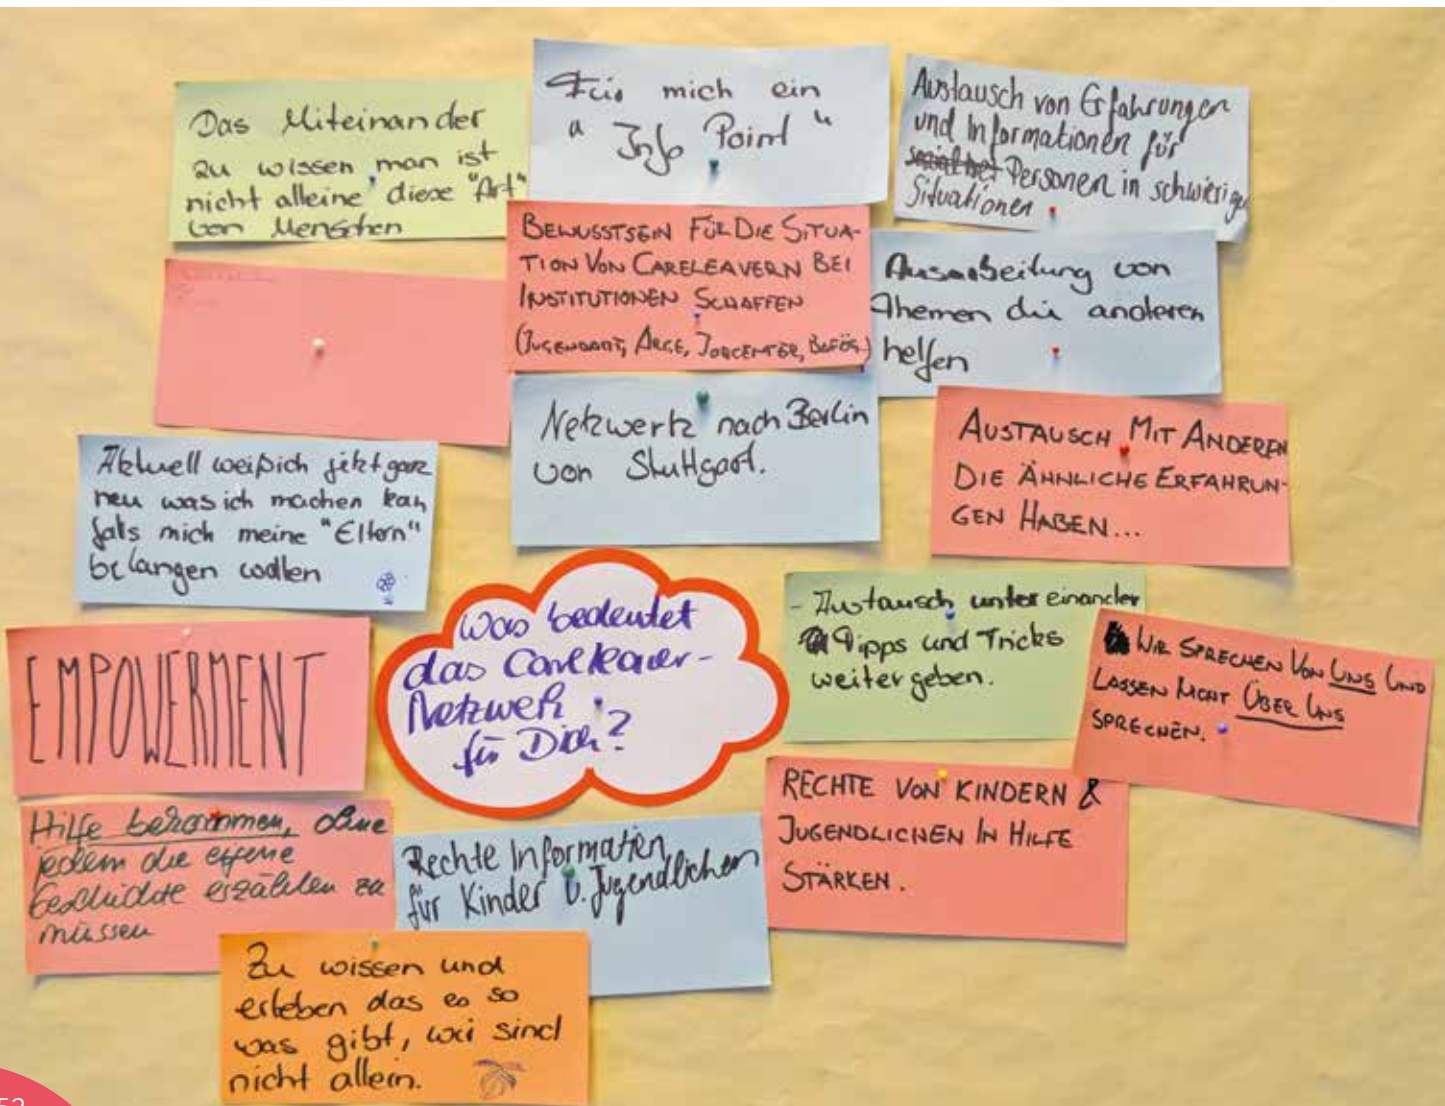 Das Miteinander
zu wissen man ist
nicht alleine diese "Art"
von Menschen
Für mich ein
"Info Point"
Austausch von Erfahrungen
und Informationen für
Personen in schwierige
Situationen
BEWUSSTSEIN FÜR DIE SITUA-
TION VON CARELEAVERN BEI
INSTITUTIONEN SCHAFFEN
(JUGENDAMT, ARGE, JOBCENTER, BAFÖG)
Ausarbeitung von
Themen die anderen
helfen
Netzwerk nach Berlin
von Stuttgart.
AUSTAUSCH MIT ANDEREN
DIE ÄHNLICHE ERFAHRUN-
GEN HABEN...
Aktuell weiß ich jetzt ganz
neu was ich machen kan
falls mich meine "Eltern"
belangen wollen
Was bedeutet
das Careleaver-
Netzwerk
für Dich?
- Austausch untereinander
Tipps und Tricks
weiter geben.
WIR SPRECHEN VON UNS UND
LASSEN NICHT ÜBER UNS
SPRECHEN.
EMPOWERMENT
RECHTE VON KINDERN &
JUGENDLICHEN IN HILFE
STÄRKEN.
Hilfe bekommen, ohne
jedem die eigene
Geschichte erzählen zu
müssen
Rechte Information
für Kinder u. Jugendlichen
Zu wissen und
erleben das es so
was gibt, wir sind
nicht allein.
52